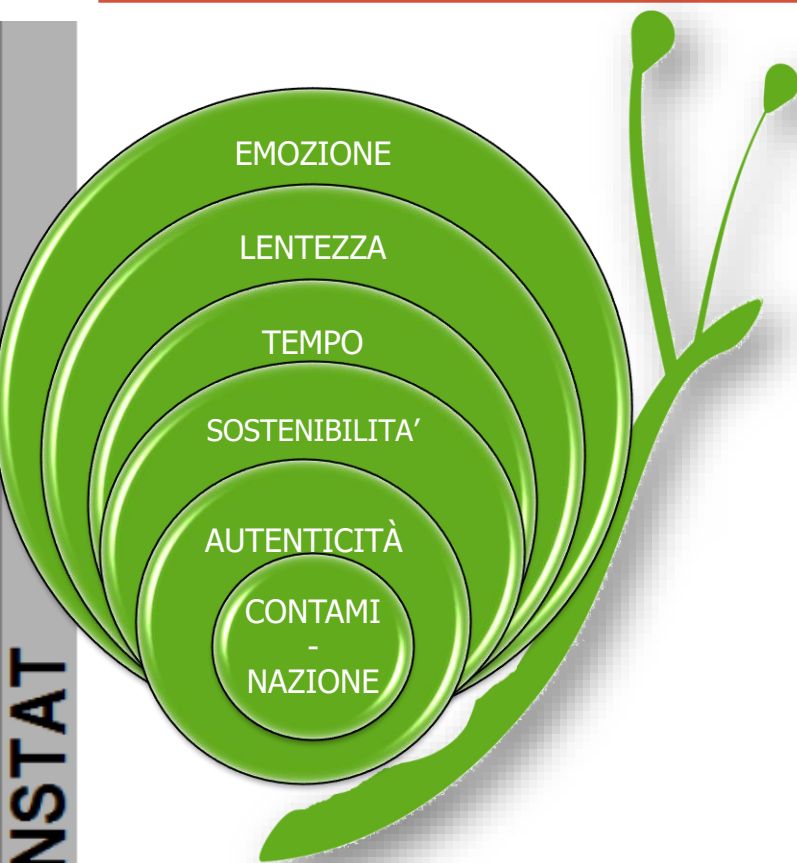 EMOZIONE
LENTEZZA
TEMPO
SOSTENIBILITA’
AUTENTICITÀ
CONTAMI
-
NAZIONE
NSTAT